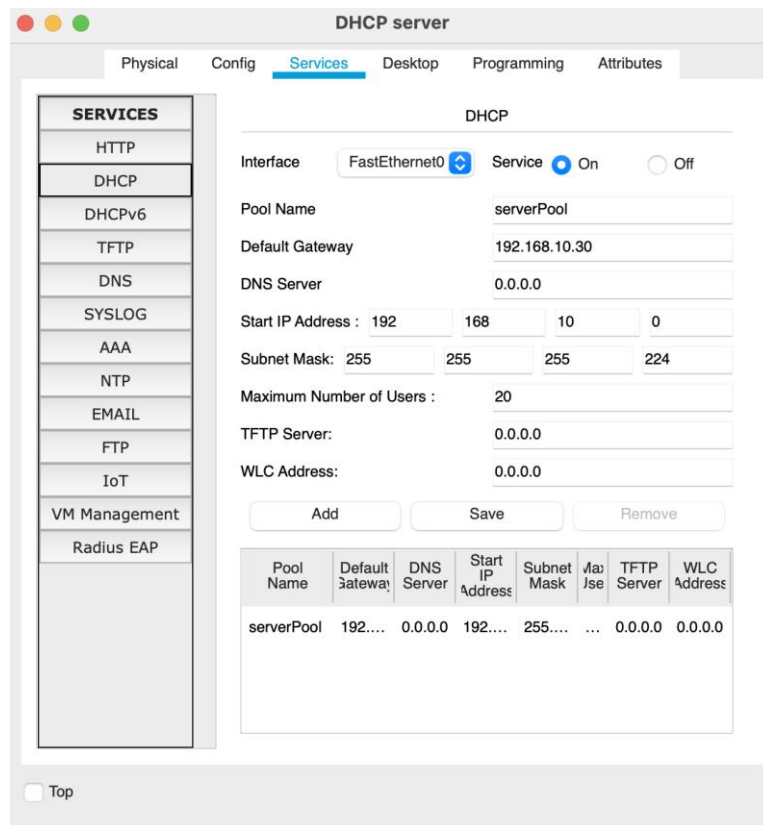 DHCP server
Physical Config Services Desktop Programming Attributes
SERVICES
HTTP
DHCP
DHCPv6
TFTP
DNS
SYSLOG
AAA
NTP
EMAIL
FTP
IoT
VM Management
Radius EAP
DHCP
Interface FastEthernet0 Service On Off
Pool Name serverPool
Default Gateway 192.168.10.30
DNS Server 0.0.0.0
Start IP Address : 192 168 10 0
Subnet Mask: 255 255 255 224
Maximum Number of Users : 20
TFTP Server: 0.0.0.0
WLC Address: 0.0.0.0
Add Save Remove
Pool Default DNS Start Subnet TFTP WLC
Name Server IP Mask Server
serverPool 192.... 0.0.0.0 192.... 255.... ... 0.0.0.0 0.0.0.0
Top